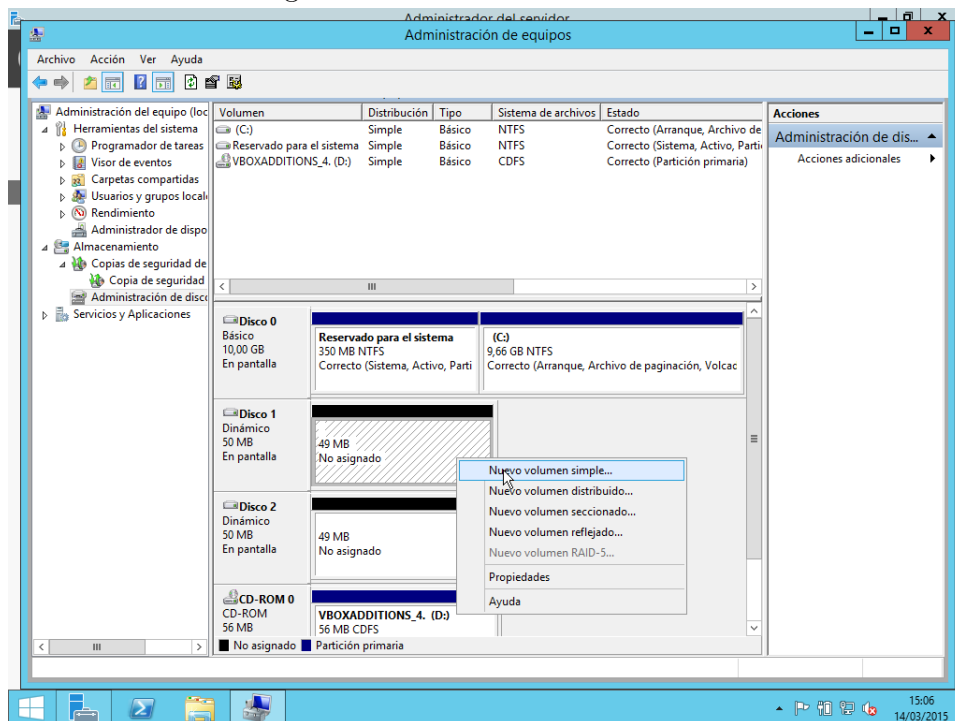 Administrador del servidor
Administración de equipos
Archivo Acción Ver Ayuda
Administración del equipo (loc
Herramientas del sistema
Programador de tareas
Visor de eventos
Carpetas compartidas
Usuarios y grupos local
Rendimiento
Administrador de dispo
Almacenamiento
Copias de seguridad de
Copia de seguridad
Administración de disc
Servicios y Aplicaciones
Volumen Distribución Tipo Sistema de archivos Estado
(C:) Simple Básico NTFS Correcto (Arranque, Archivo de
Reservado para el sistema Simple Básico NTFS Correcto (Sistema, Activo, Parti
VBOXADDITIONS_4. (D:) Simple Básico CDFS Correcto (Partición primaria)
Disco 0
Básico
10,00 GB
En pantalla
Reservado para el sistema
350 MB NTFS
Correcto (Sistema, Activo, Parti
(C:)
9,66 GB NTFS
Correcto (Arranque, Archivo de paginación, Volcac
Disco 1
Dinámico
50 MB
En pantalla
49 MB
No asignado
Disco 2
Dinámico
50 MB
En pantalla
49 MB
No asignado
CD-ROM 0
CD-ROM
56 MB
VBOXADDITIONS_4. (D:)
56 MB CDFS
No asignado Partición primaria
Nuevo volumen simple...
Nuevo volumen distribuido...
Nuevo volumen seccionado...
Nuevo volumen reflejado...
Nuevo volumen RAID-5...
Propiedades
Ayuda
Acciones
Administración de dis...
Acciones adicionales
15:06
14/03/2015